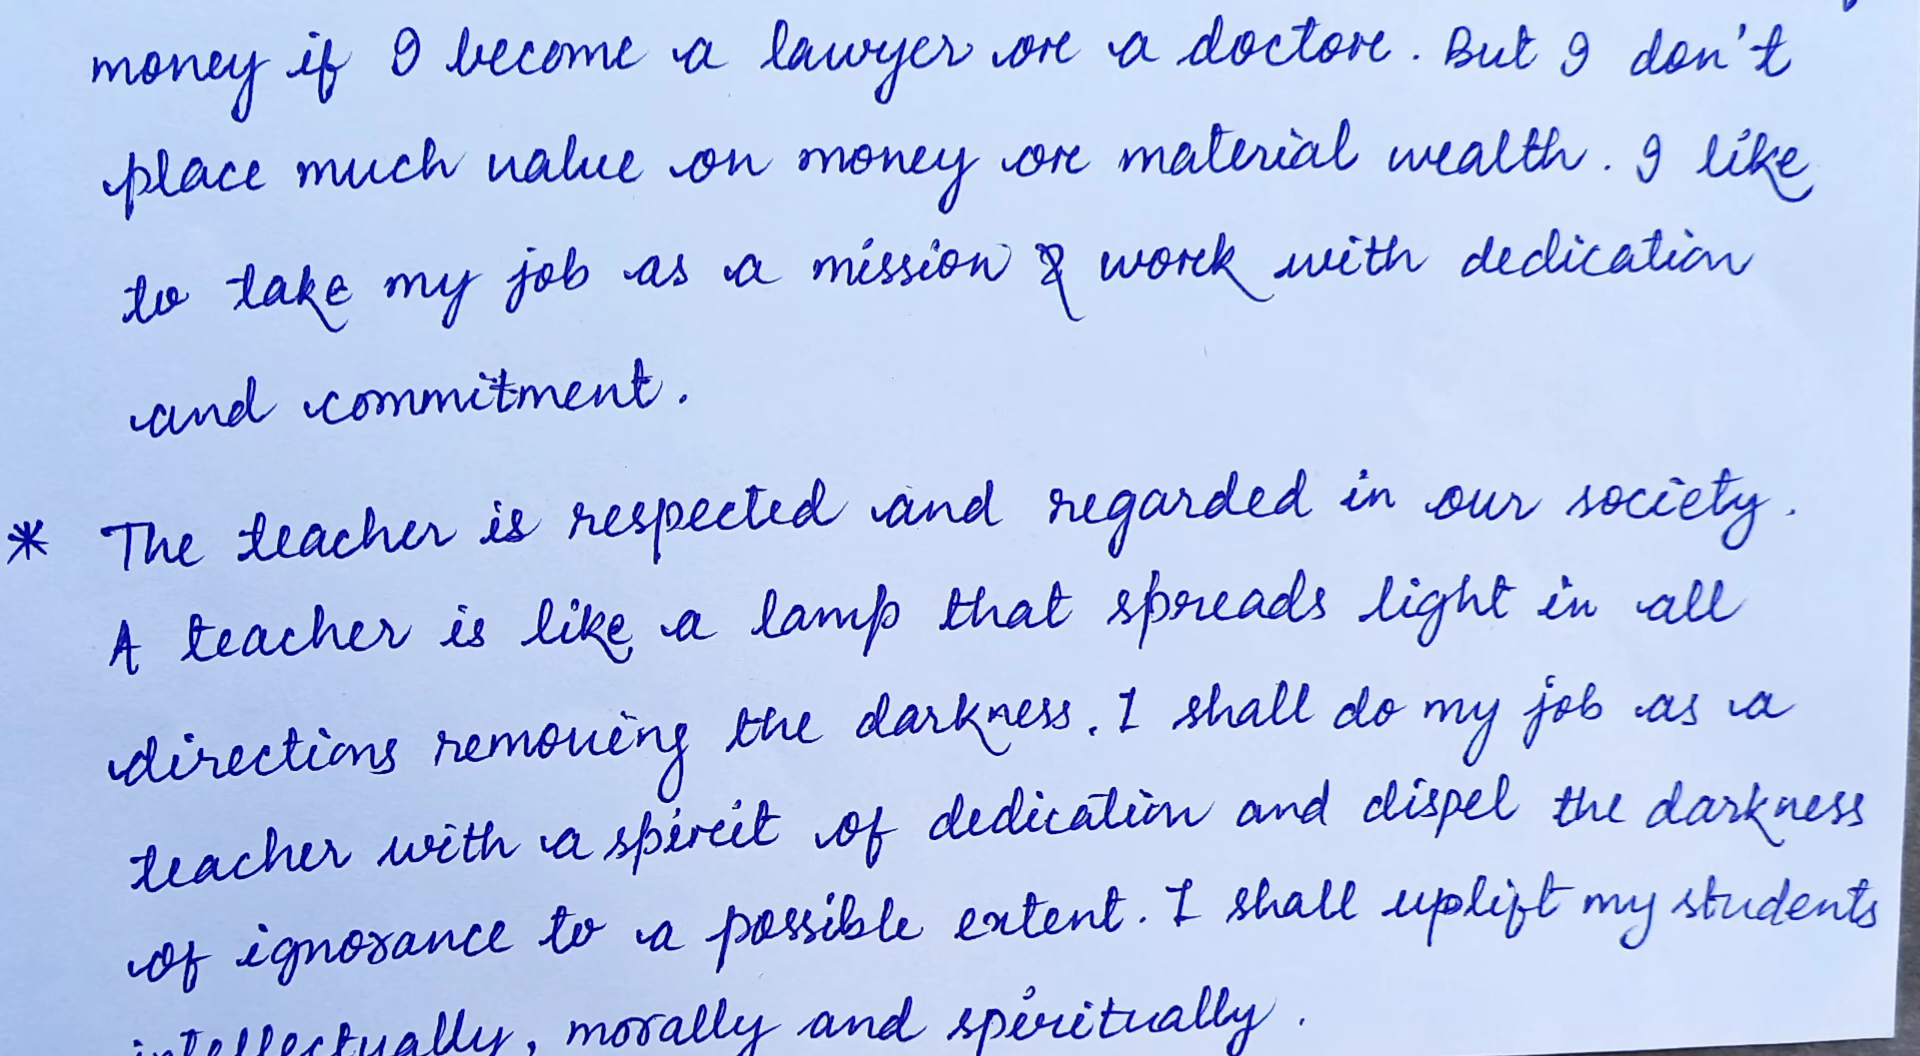 money if I become a lawyer or a doctor. But I don't
place much value on money or material wealth. I like
to take my job as a mission & work with dedication
and commitment.
* The teacher is respected and regarded in our society.
A teacher is like a lamp that spreads light in all
directions removing the darkness. I shall do my job as a
teacher with a spirit of dedication and dispel the darkness
of ignorance to a possible extent. I shall uplift my students
intellectually, morally and spiritually.